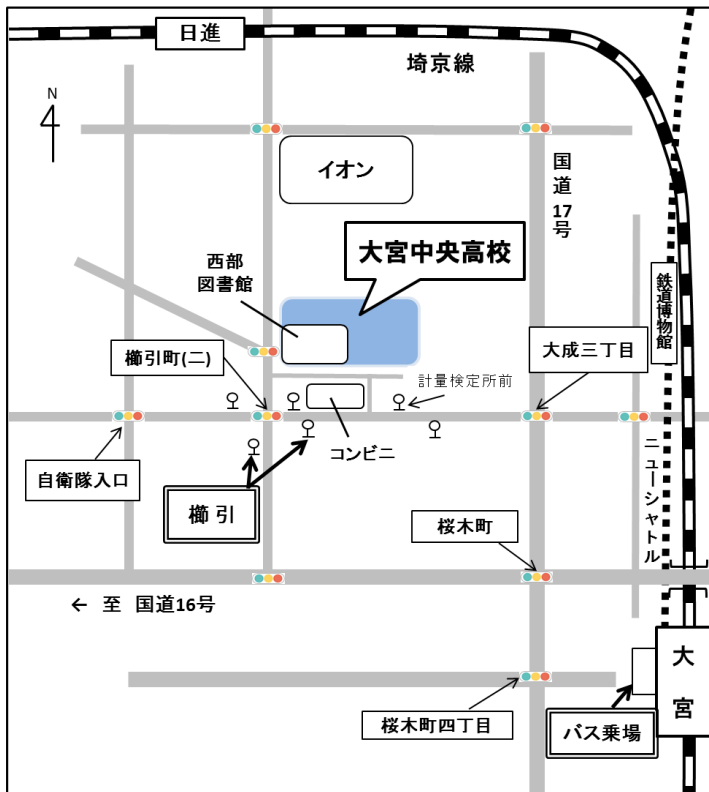 日進
埼京線
N
イオン
国道17号
大宮中央高校
西部
図書館
鉄道博物館
櫛引町(二)
大成三丁目
計量検定所前
コンビニ
自衛隊入口
櫛引
ニューシャトル
桜木町
← 至 国道16号
大宮
桜木町四丁目
バス乗場